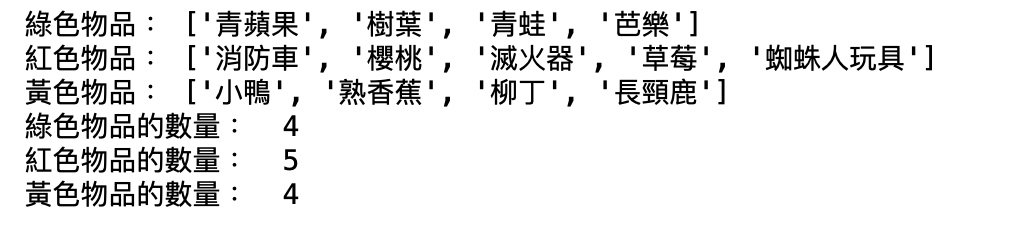 綠色物品： ['青蘋果', '樹葉', '青蛙', '芭樂']
紅色物品： ['消防車', '櫻桃', '滅火器', '草莓', '蜘蛛人玩具']
黃色物品： ['小鴨', '熟香蕉', '柳丁', '長頸鹿']
綠色物品的數量：  4
紅色物品的數量：  5
黃色物品的數量：  4